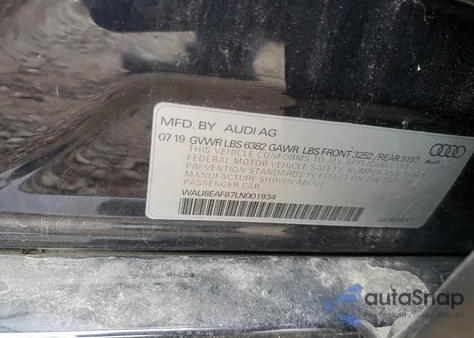 MFD. BY AUDI AG
07 19 GVWR LBS 6382 GAWR LBS FRONT 3252 / REAR 3197
THIS VEHICLE CONFORMS TO ALL APPLICABLE
FEDERAL MOTOR VEHICLE SAFETY, BUMPER AND THEFT
PREVENTION STANDARDS IN EFFECT ON THE DATE OF
MANUFACTURE SHOWN ABOVE
PASSENGER CAR
WAU8EAF87LN001934
Audi
autoSnap